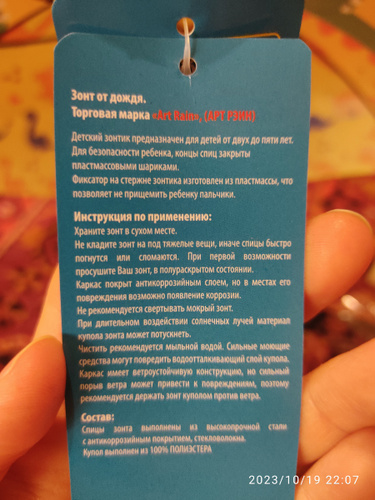 Зонт от дождя.
Торговая марка «Art Rain», (АРТ РЭЙН)
Детский зонтик предназначен для детей от двух до пяти лет.
Для безопасности ребенка, концы спиц закрыты
пластмассовыми шариками.
Фиксатор на стержне зонтика изготовлен из пластмассы, что
позволяет не прищемить ребенку пальчики.
Инструкция по применению:
Храните зонт в сухом месте.
Не кладите зонт на под тяжелые вещи, иначе спицы быстро
погнутся или сломаются. При первой возможности
просушите Ваш зонт, в полураскрытом состоянии.
Каркас покрыт антикоррозийным слоем, но в местах его
повреждения возможно появление коррозии.
Не рекомендуется свертывать мокрый зонт.
При длительном воздействии солнечных лучей материал
купола зонта может потускнеть.
Чистить рекомендуется мыльной водой. Сильные моющие
средства могут повредить водоотталкивающий слой купола.
Каркас имеет ветроустойчивую конструкцию, но сильный
порыв ветра может привести к повреждениям, поэтому
рекомендуется держать зонт куполом против ветра.
Состав:
Спицы зонта выполнены из высокопрочной стали
с антикоррозийным покрытием, стекловолокна.
Купол выполнен из 100% ПОЛИЭСТЕРА
2023/10/19 22:07